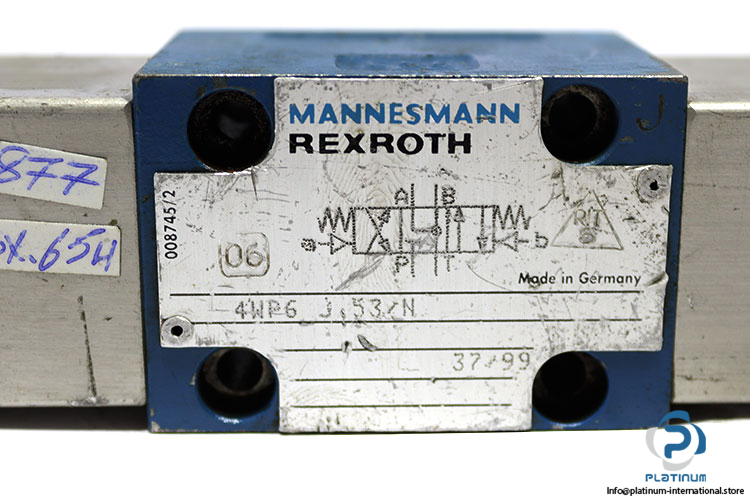 MANNESMANN
REXROTH
877
x.65H
008745/2
06
A B
a
b
P T
RIT
Made in Germany
4WP6 J 53/N
37/99
PLATINUM
Info@platinum-international.store